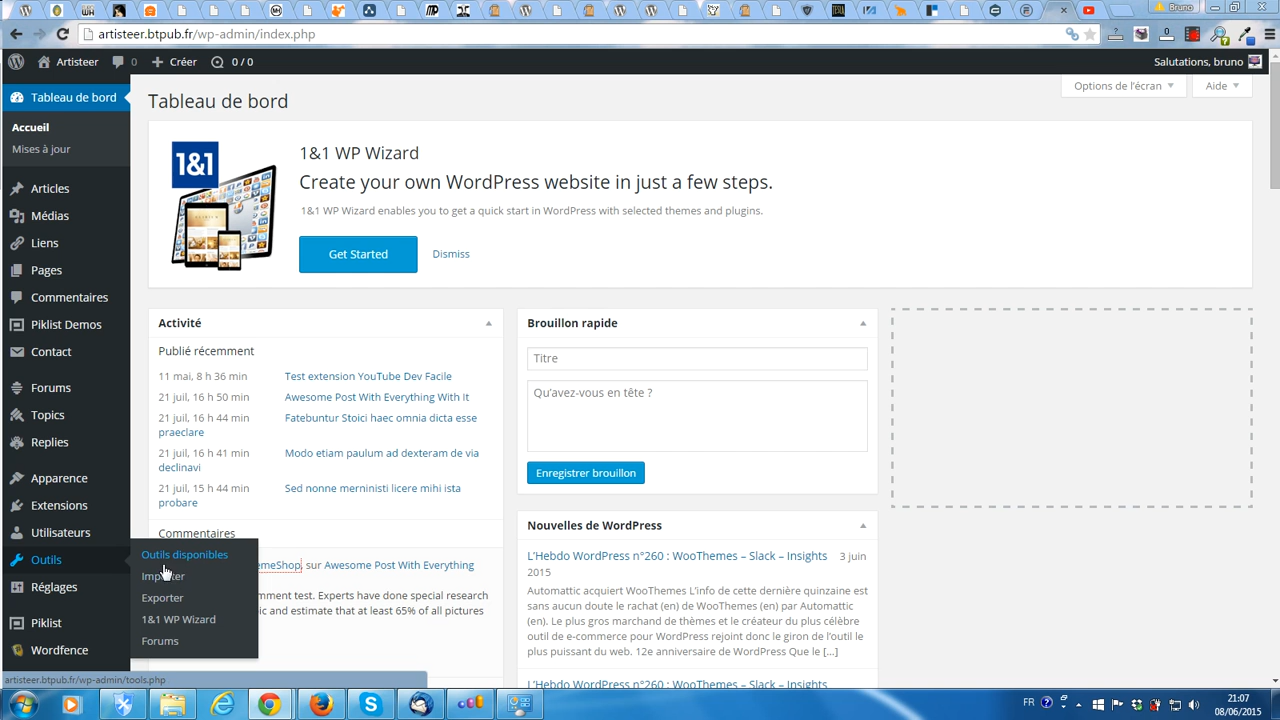 Bruno
artisteer.btpub.fr/wp-admin/index.php
Artisteer 0 Créer 0 / 0 Salutations, bruno
Tableau de bord
Accueil
Mises à jour
Articles
Médias
Liens
Pages
Commentaires
Piklist Demos
Contact
Forums
Topics
Replies
Apparence
Extensions
Utilisateurs
Outils
Réglages
Piklist
Wordfence
Outils disponibles
Importer
Exporter
1&1 WP Wizard
Forums
Options de l'écran
Aide
Tableau de bord
1&1
1&1 WP Wizard
Create your own WordPress website in just a few steps.
1&1 WP Wizard enables you to get a quick start in WordPress with selected themes and plugins.
Get Started Dismiss
Activité
Publié récemment
11 mai, 8 h 36 min Test extension YouTube Dev Facile
21 juil, 16 h 50 min Awesome Post With Everything With It
21 juil, 16 h 44 min Fatebuntur Stoici haec omnia dicta esse
praeclare
21 juil, 16 h 41 min Modo etiam paulum ad dexteram de via
declinavi
21 juil, 15 h 44 min Sed nonne merninisti licere mihi ista
probare
Commentaires
emeShop, sur Awesome Post With Everything
mment test. Experts have done special research
ic and estimate that at least 65% of all pictures
Brouillon rapide
Titre
Qu'avez-vous en tête ?
Enregistrer brouillon
Nouvelles de WordPress
L'Hebdo WordPress n°260 : WooThemes – Slack – Insights 3 juin
2015
Automattic acquiert WooThemes L'info de cette dernière quinzaine est
sans aucun doute le rachat (en) de WooThemes (en) par Automattic
(en). Le plus gros marchand de thèmes et le créateur du plus célèbre
outil de e-commerce pour WordPress rejoint donc le giron de l'outil le
plus puissant du web. 12e anniversaire de WordPress Que le [...]
L'Hebdo WordPress n°260 : WooThemes – Slack – Insights
artisteer.btpub.fr/wp-admin/tools.php
FR
21:07
08/06/2015